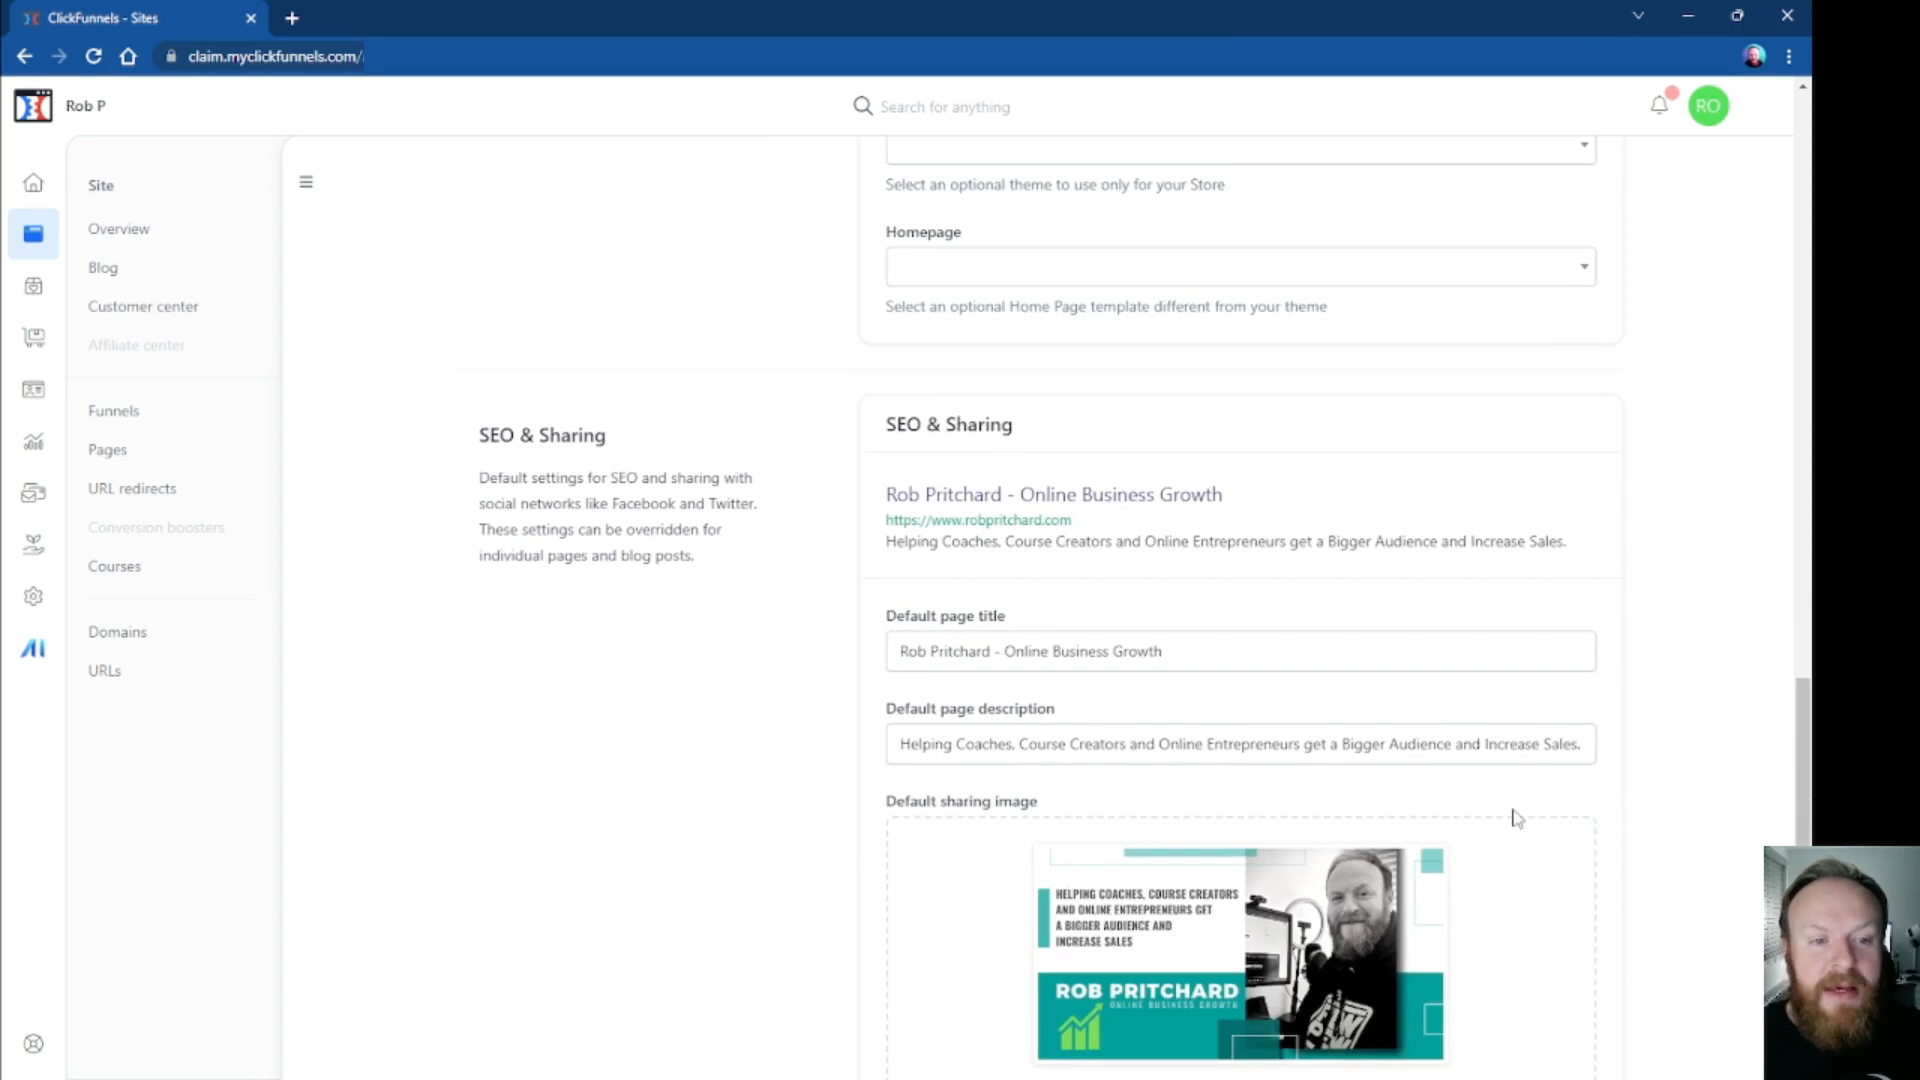 ClickFunnels - Sites
claim.myclickfunnels.com/
Rob P
Search for anything
RO
Site
Overview
Blog
Customer center
Affiliate center
Funnels
Pages
URL redirects
Conversion boosters
Courses
Domains
URLs
AI
Select an optional theme to use only for your Store
Homepage
Select an optional Home Page template different from your theme
SEO & Sharing
Default settings for SEO and sharing with
social networks like Facebook and Twitter.
These settings can be overridden for
individual pages and blog posts.
SEO & Sharing
Rob Pritchard - Online Business Growth
https://www.robpritchard.com
Helping Coaches, Course Creators and Online Entrepreneurs get a Bigger Audience and Increase Sales.
Default page title
Rob Pritchard - Online Business Growth
Default page description
Helping Coaches, Course Creators and Online Entrepreneurs get a Bigger Audience and Increase Sales.
Default sharing image
HELPING COACHES, COURSE CREATORS
AND ONLINE ENTREPRENEURS GET
A BIGGER AUDIENCE AND
INCREASE SALES
ROB PRITCHARD
ONLINE BUSINESS GROWTH